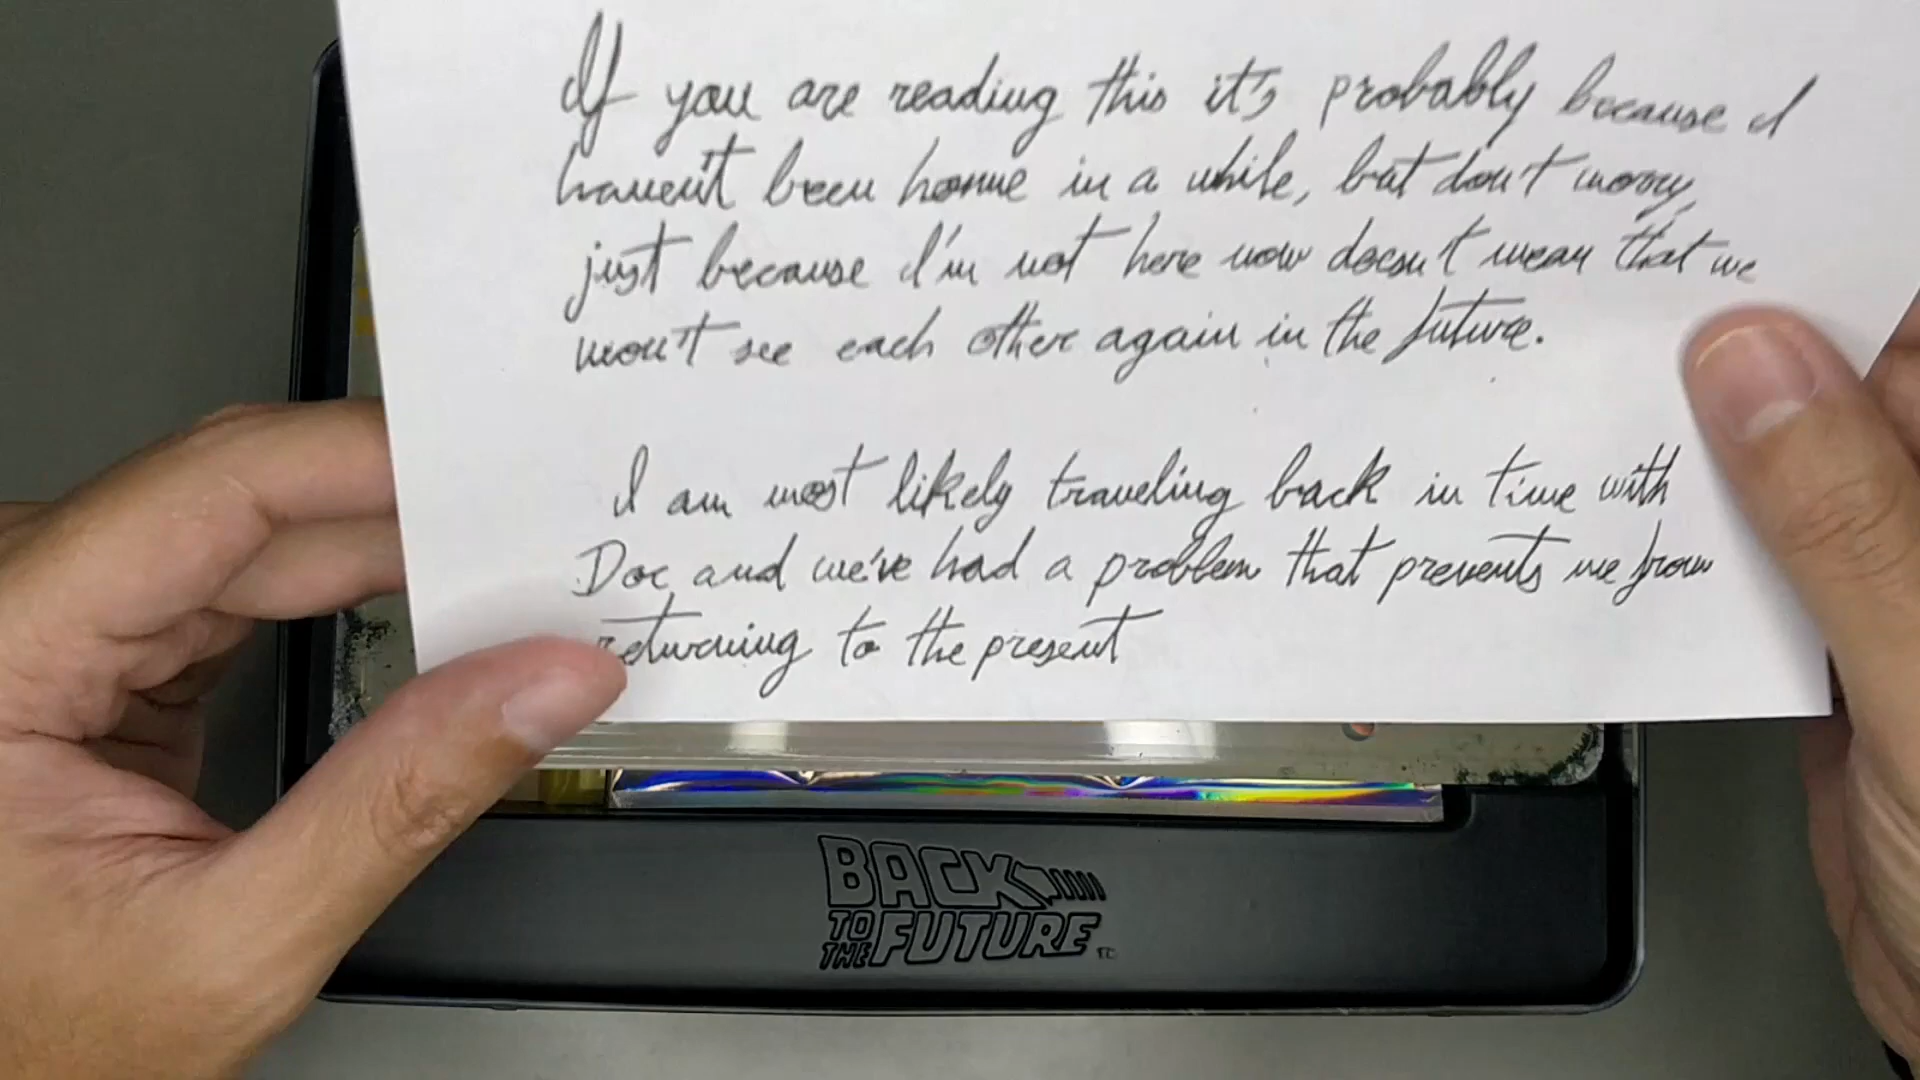 If you are reading this it's probably because I
haven't been home in a while, but don't worry,
just because I'm not here now doesn't mean that we
won't see each other again in the future.
I am most likely traveling back in time with
Doc and we've had a problem that prevents me from
returning to the present
BACK
TO THE FUTURE